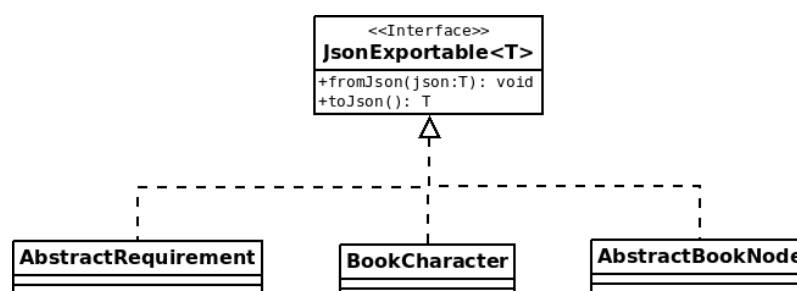 <<Interface>>
JsonExportable<T>
+fromJson(json:T): void
+toJson(): T
AbstractRequirement
BookCharacter
AbstractBookNode